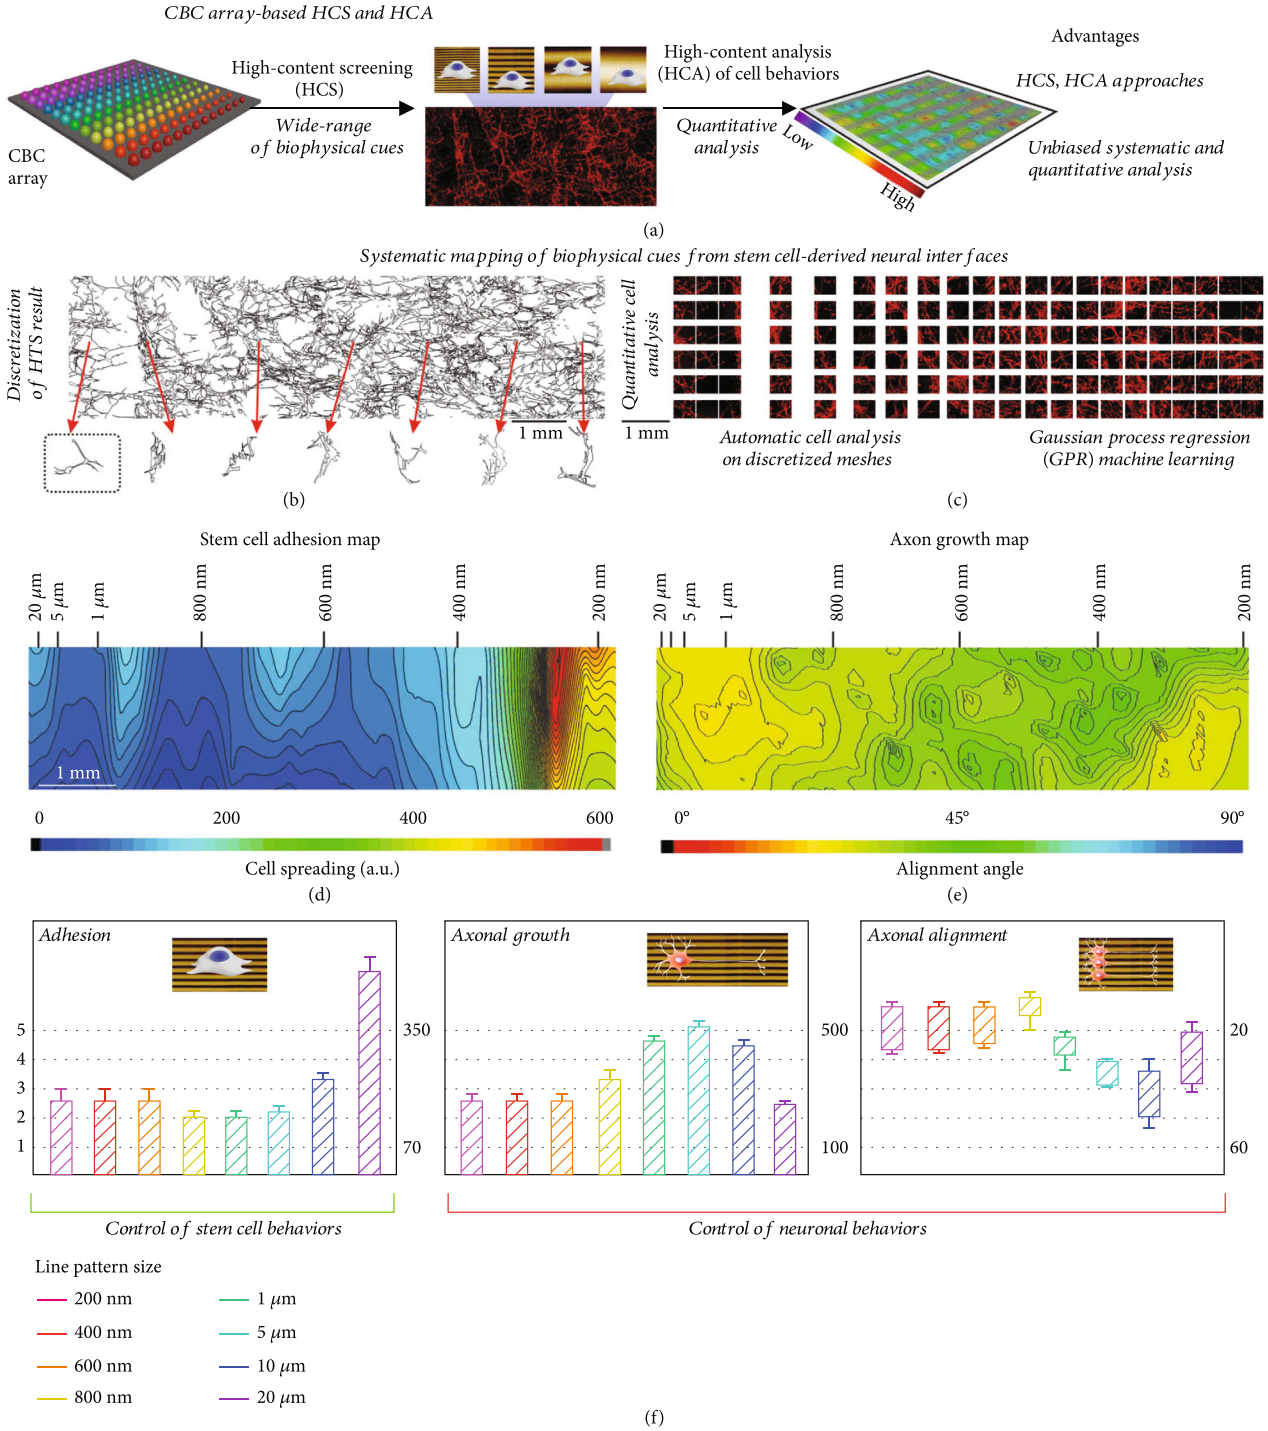 CBC array-based HCS and HCA
CBC
array
High-content screening
(HCS)
Wide-range
of biophysical cues
High-content analysis
(HCA) of cell behaviors
Quantitative
analysis
Low
High
Advantages
HCS, HCA approaches
Unbiased systematic and
quantitative analysis
(a)
Systematic mapping of biophysical cues from stem cell-derived neural interfaces
Discretization
of HTS result
1 mm
(b)
Quantitative cell
analysis
1 mm
Automatic cell analysis
on discretized meshes
Gaussian process regression
(GPR) machine learning
(c)
Stem cell adhesion map
20 μm
5 μm
1 μm
800 nm
600 nm
400 nm
200 nm
1 mm
0 200 400 600
Cell spreading (a.u.)
(d)
Axon growth map
20 μm
5 μm
1 μm
800 nm
600 nm
400 nm
200 nm
0° 45° 90°
Alignment angle
(e)
Adhesion
5
4
3
2
1
Axonal growth
350
70
Axonal alignment
500
100
20
60
Control of stem cell behaviors
Control of neuronal behaviors
Line pattern size
200 nm
400 nm
600 nm
800 nm
1 μm
5 μm
10 μm
20 μm
(f)